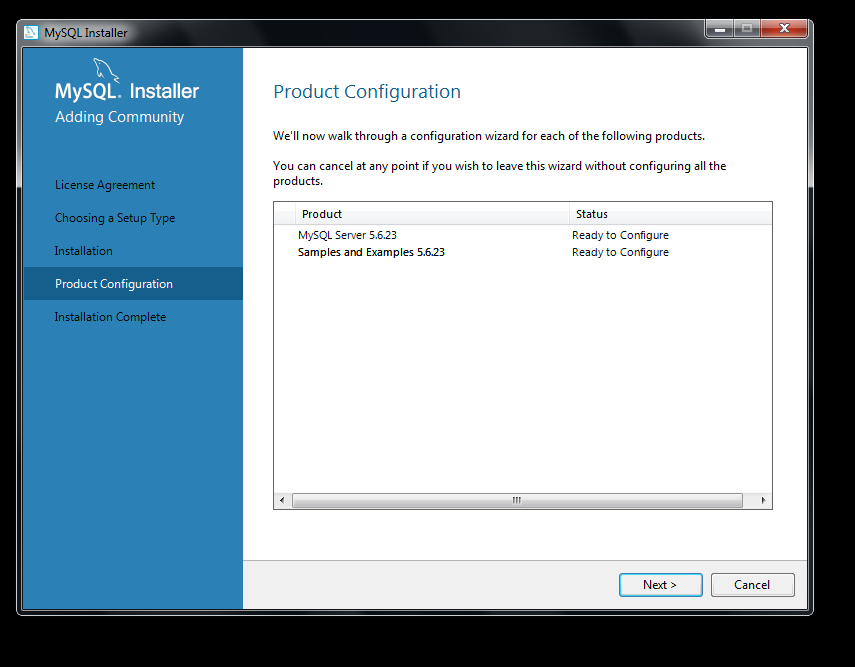 MySQL Installer
MySQL. Installer
Adding Community
License Agreement
Choosing a Setup Type
Installation
Product Configuration
Installation Complete
Product Configuration
We'll now walk through a configuration wizard for each of the following products.
You can cancel at any point if you wish to leave this wizard without configuring all the
products.
Product Status
MySQL Server 5.6.23 Ready to Configure
Samples and Examples 5.6.23 Ready to Configure
Next > Cancel